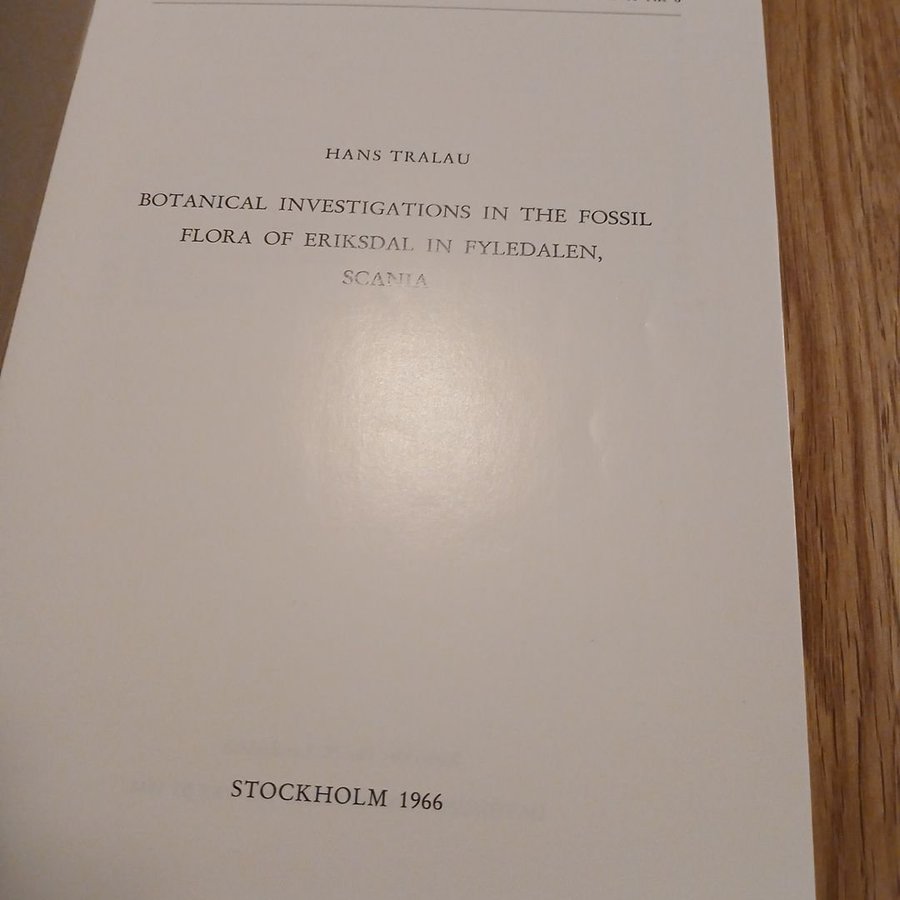 HANS TRALAU
BOTANICAL INVESTIGATIONS IN THE FOSSIL
FLORA OF ERIKSDAL IN FYLEDALEN,
SCANIA
STOCKHOLM 1966